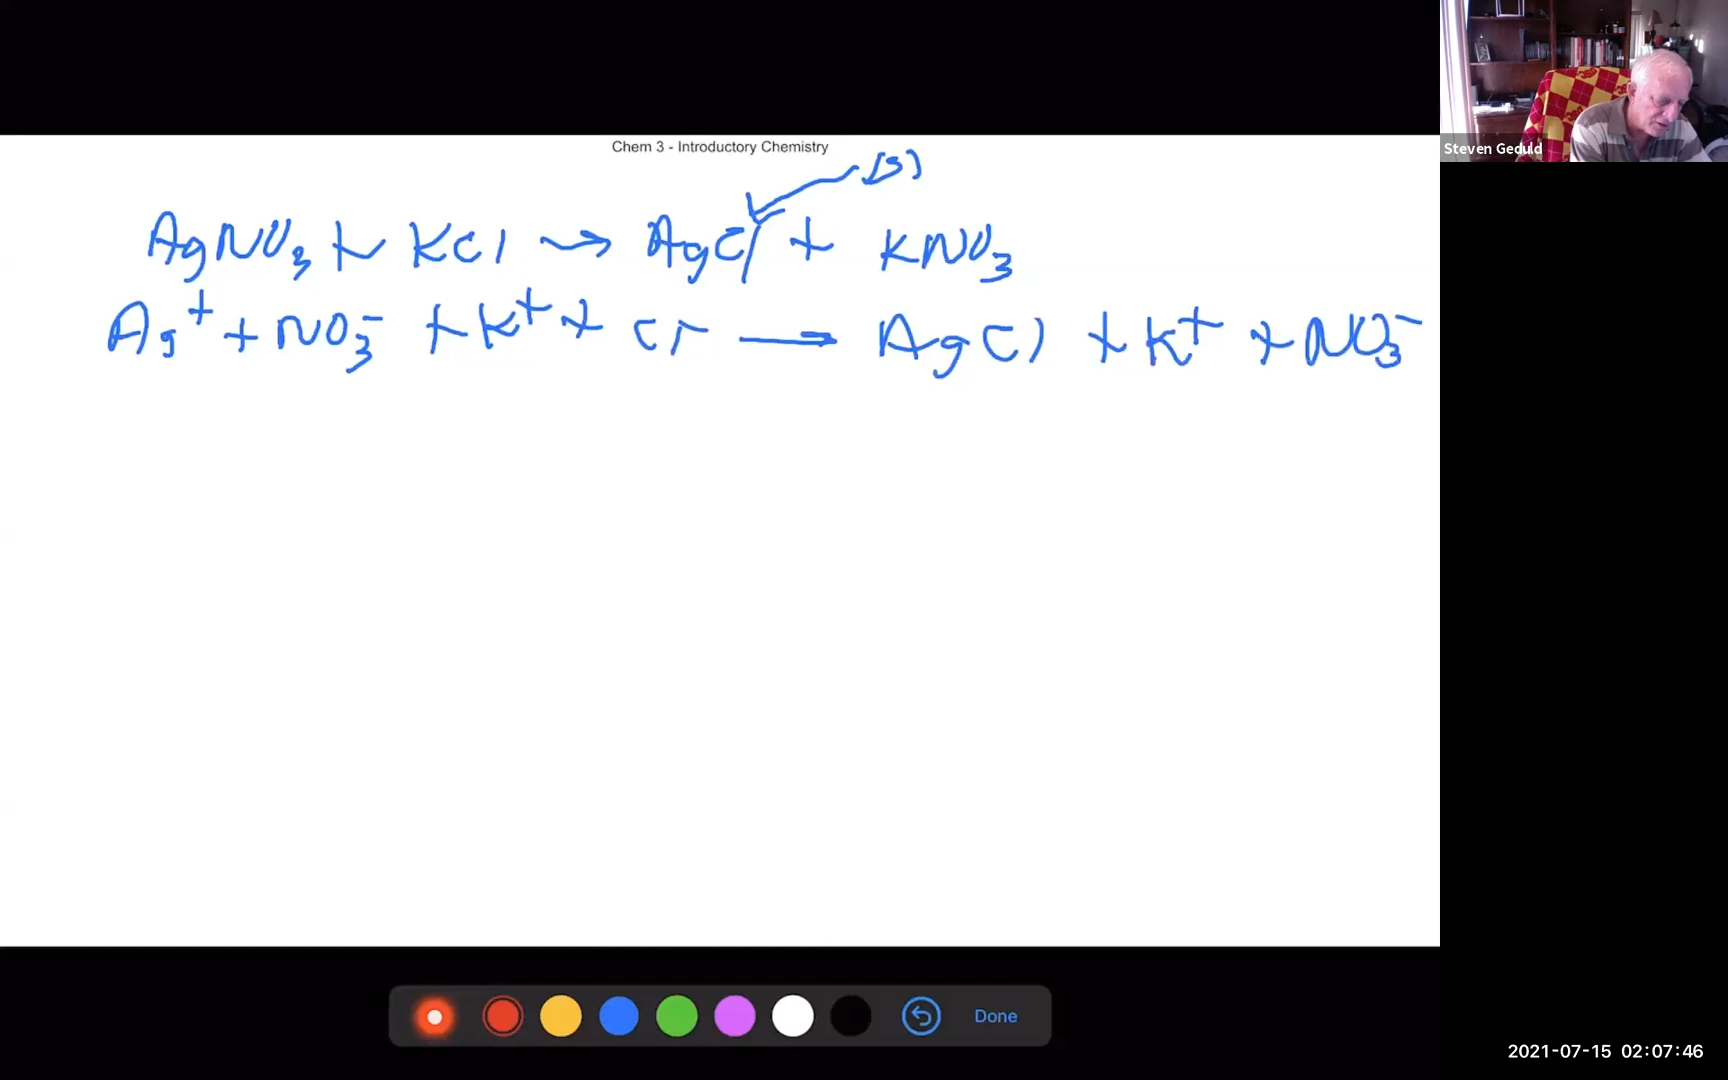 Steven Geduld
Chem 3 - Introductory Chemistry
(s)
AgNO₃ + KCl → AgCl + KNO₃
Ag⁺ + NO₃⁻ + K⁺ + Cl⁻ → AgCl + K⁺ + NO₃⁻
Done
2021-07-15 02:07:46